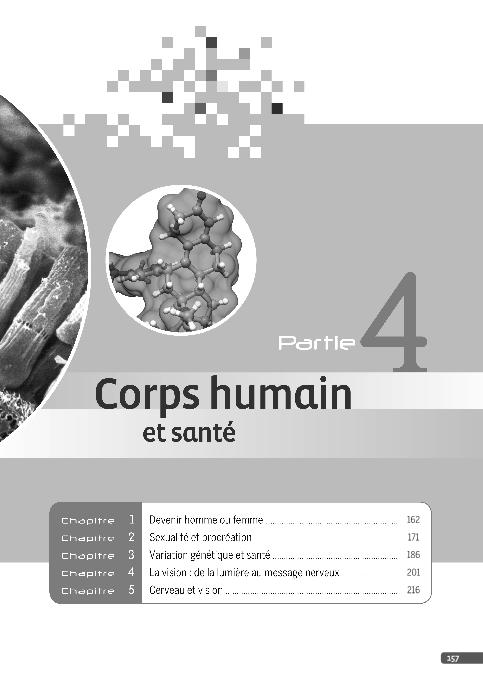 Partie 4
Corps humain
et santé
Chapitre 1 Devenir homme ou femme 162
Chapitre 2 Sexualité et procréation 171
Chapitre 3 Variation génétique et santé 186
Chapitre 4 La vision : de la lumière au message nerveux 201
Chapitre 5 Cerveau et vision 216
157